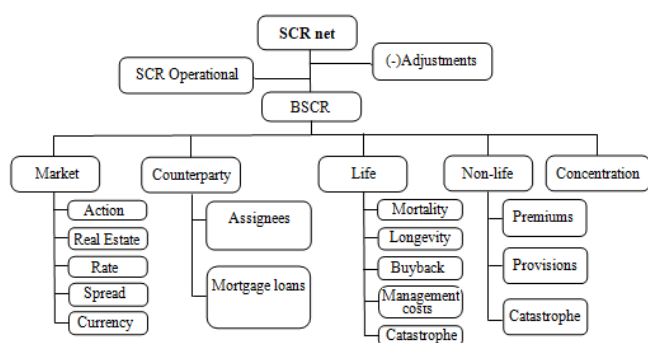 SCR net
SCR Operational
(-)Adjustments
BSCR
Market
Counterparty
Life
Non-life
Concentration
Action
Real Estate
Rate
Spread
Currency
Assignees
Mortgage loans
Mortality
Longevity
Buyback
Management
costs
Catastrophe
Premiums
Provisions
Catastrophe